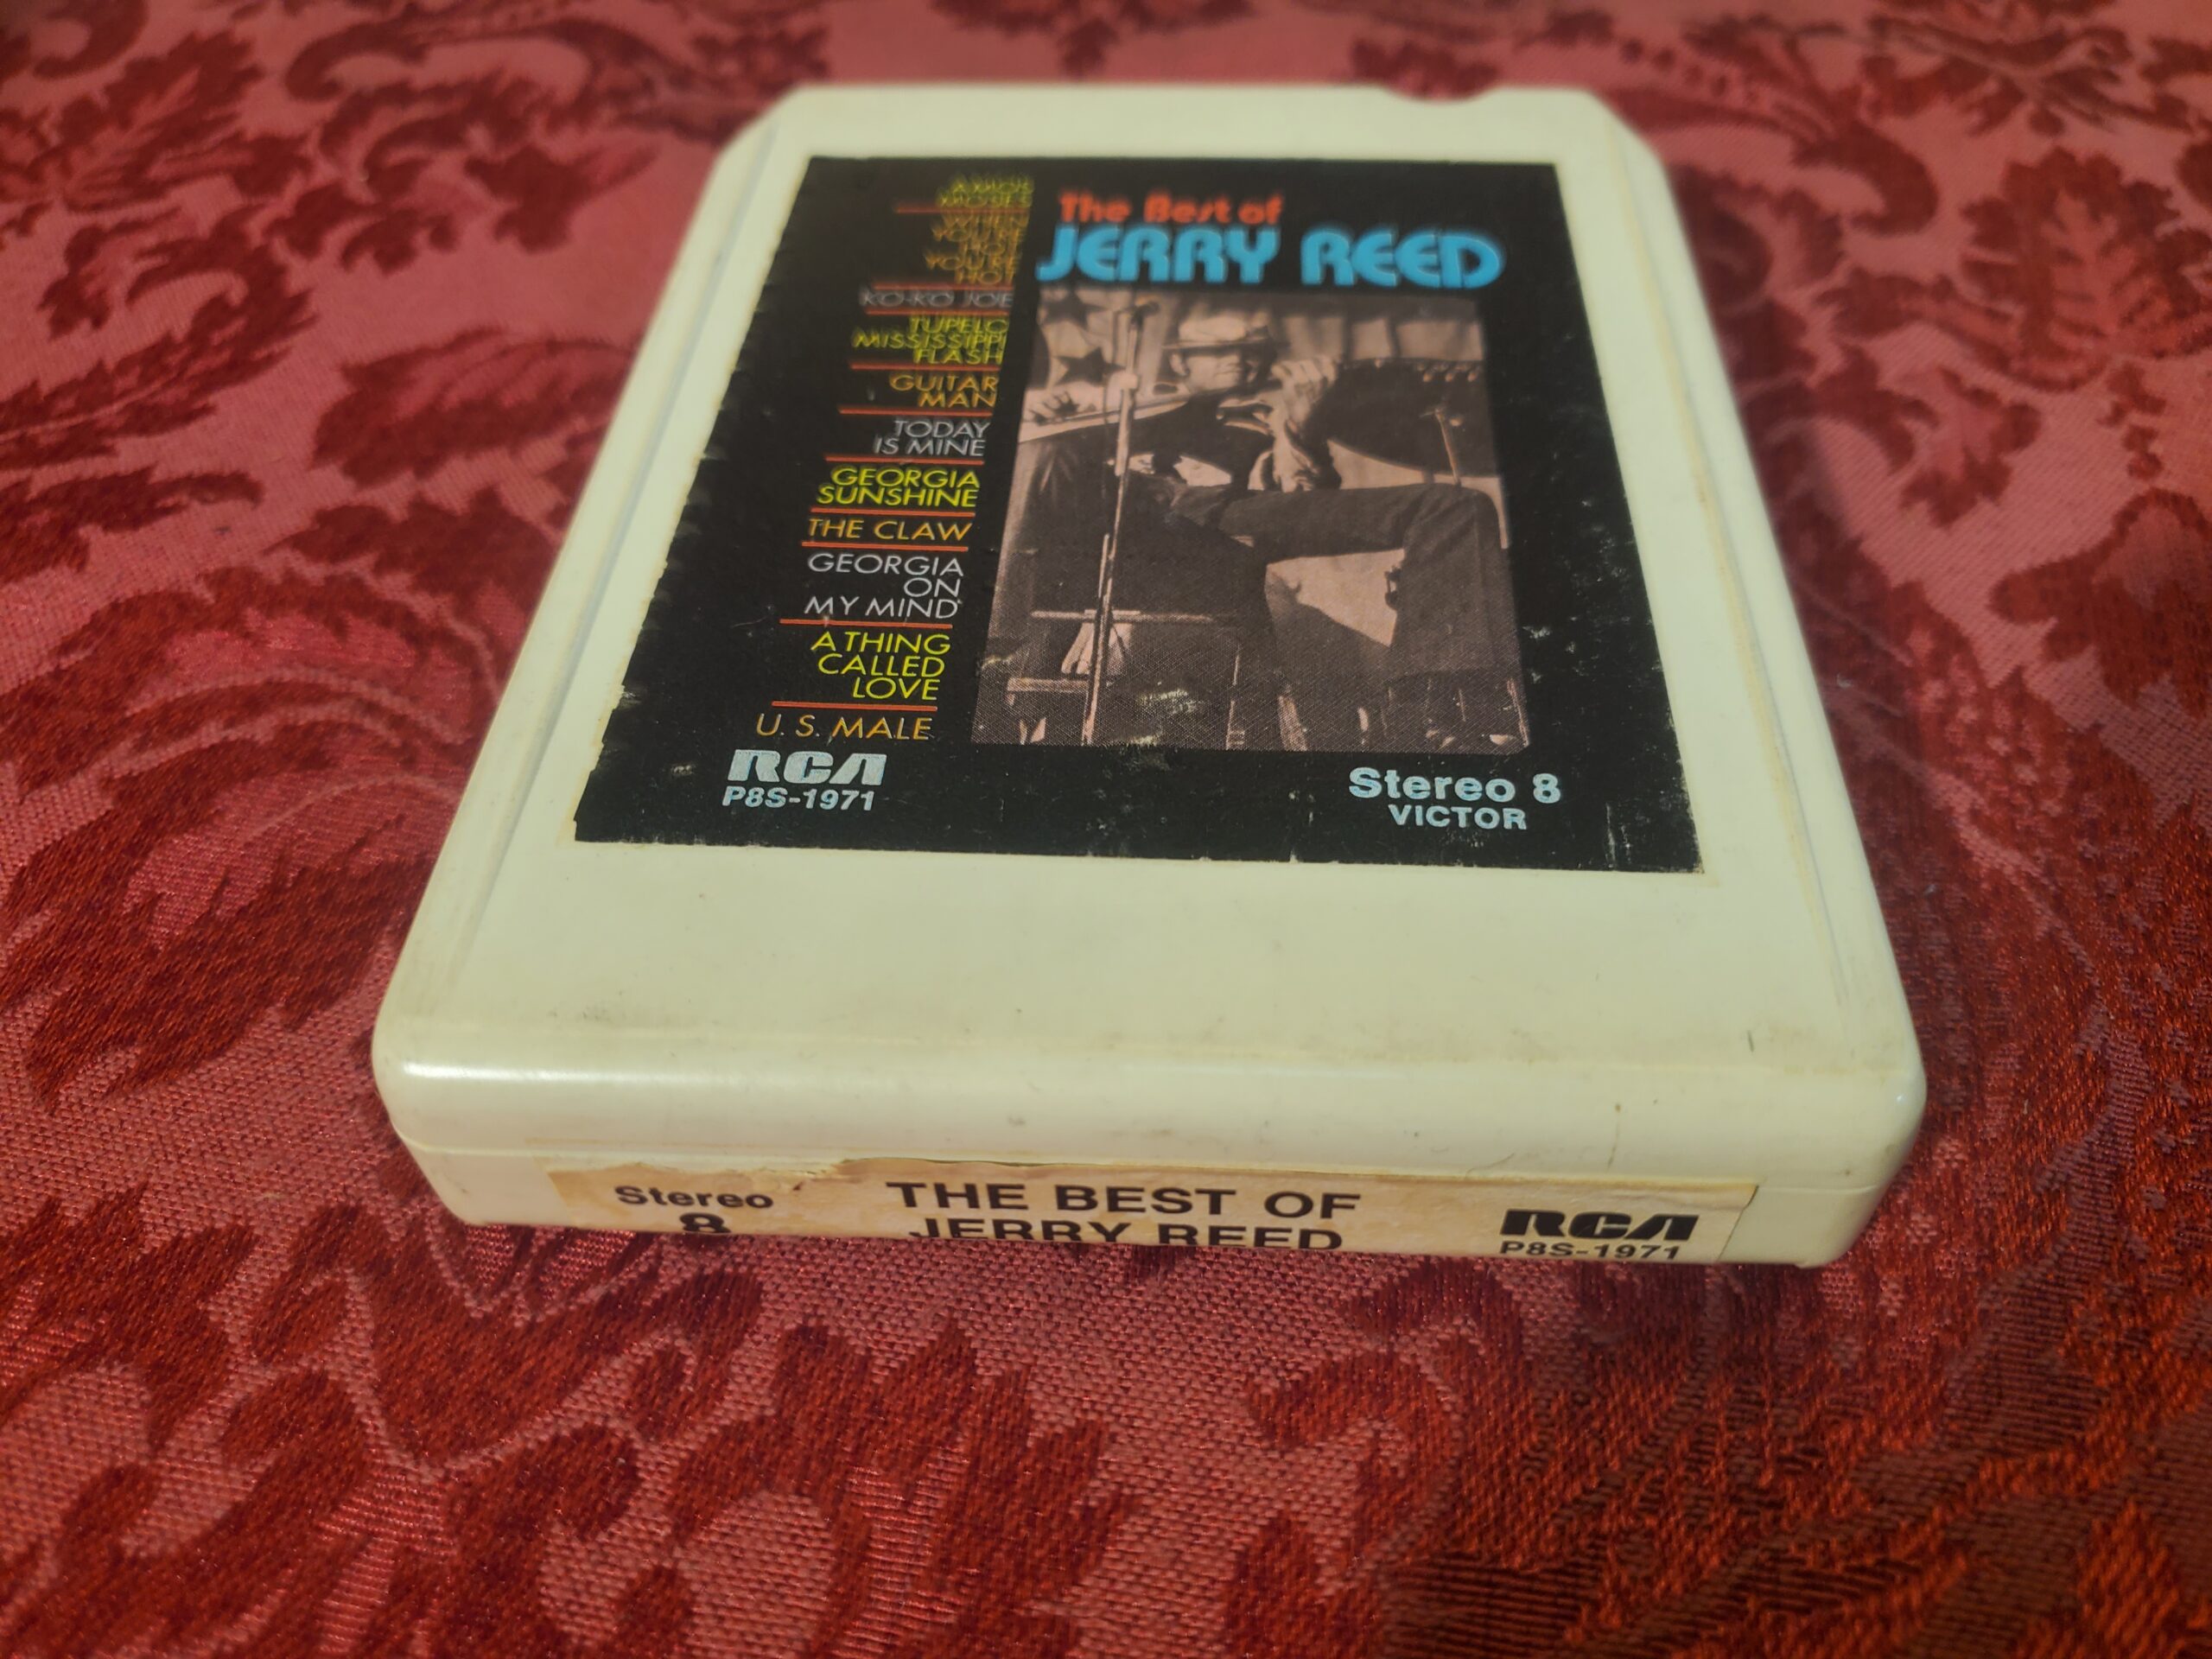 The Best of
JERRY REED
AMOS
MOSES
WHEN
YOU'RE
HOT
YOU'RE
HOT
KO-KO JOE
TUPELO
MISSISSIPPI
FLASH
GUITAR
MAN
TODAY
IS MINE
GEORGIA
SUNSHINE
THE CLAW
GEORGIA
ON
MY MIND
A THING
CALLED
LOVE
U. S. MALE
RCA
P8S-1971
Stereo 8
VICTOR
Stereo
8
THE BEST OF
JERRY REED
RCA
P8S-1971